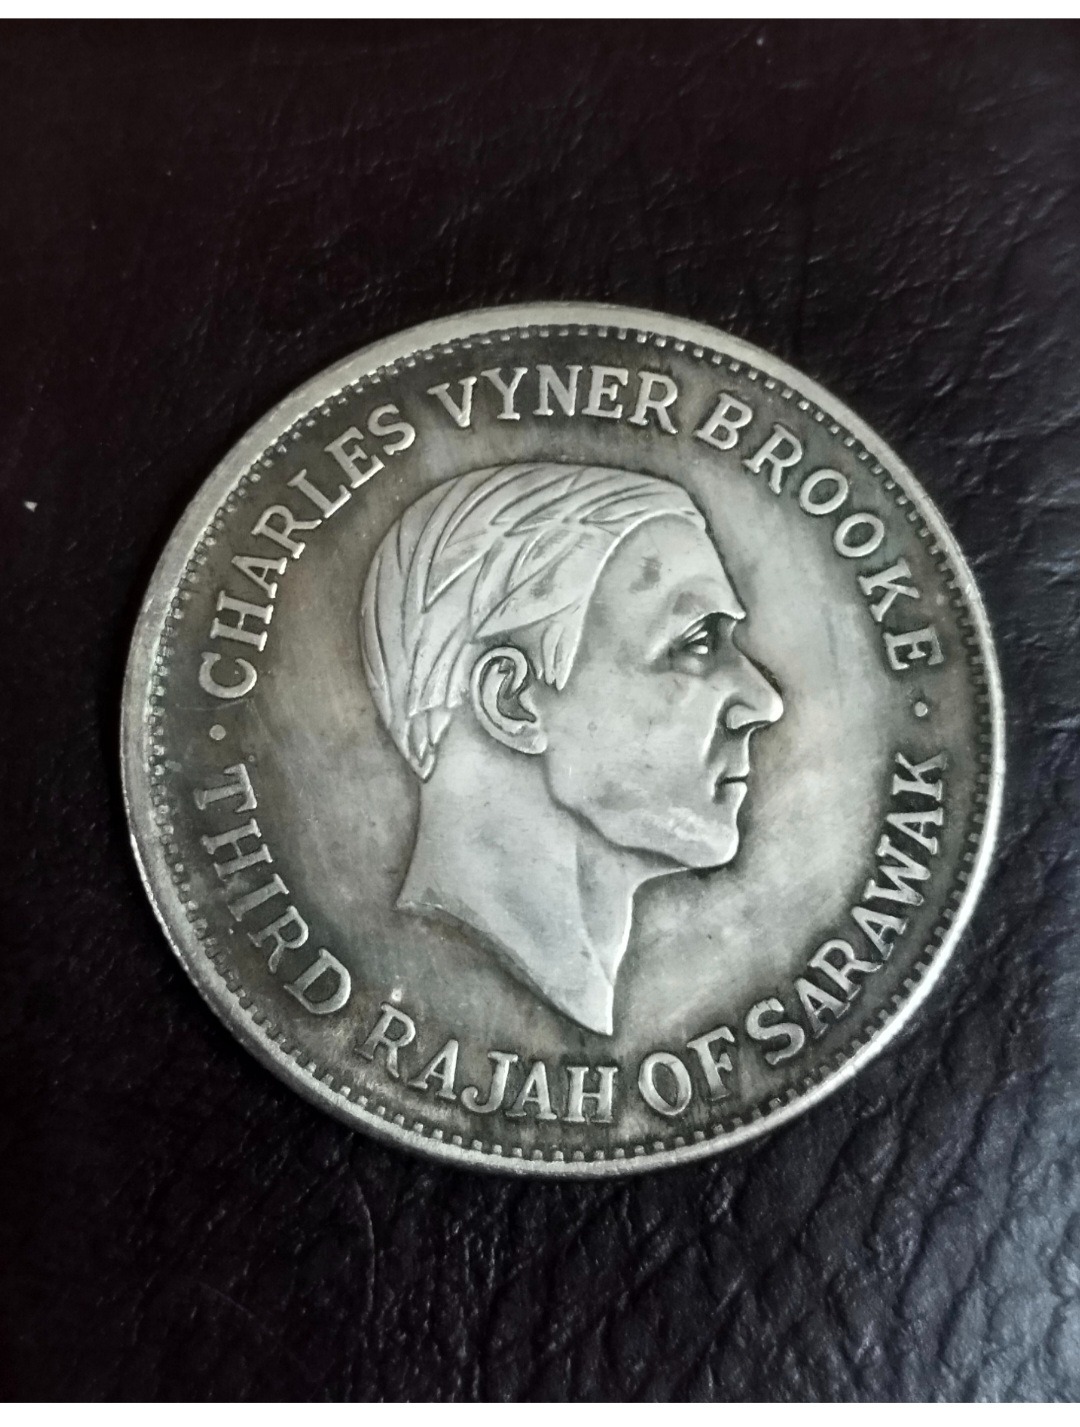 · CHARLES VYNER BROOKE ·
THIRD RAJAH OF SARAWAK